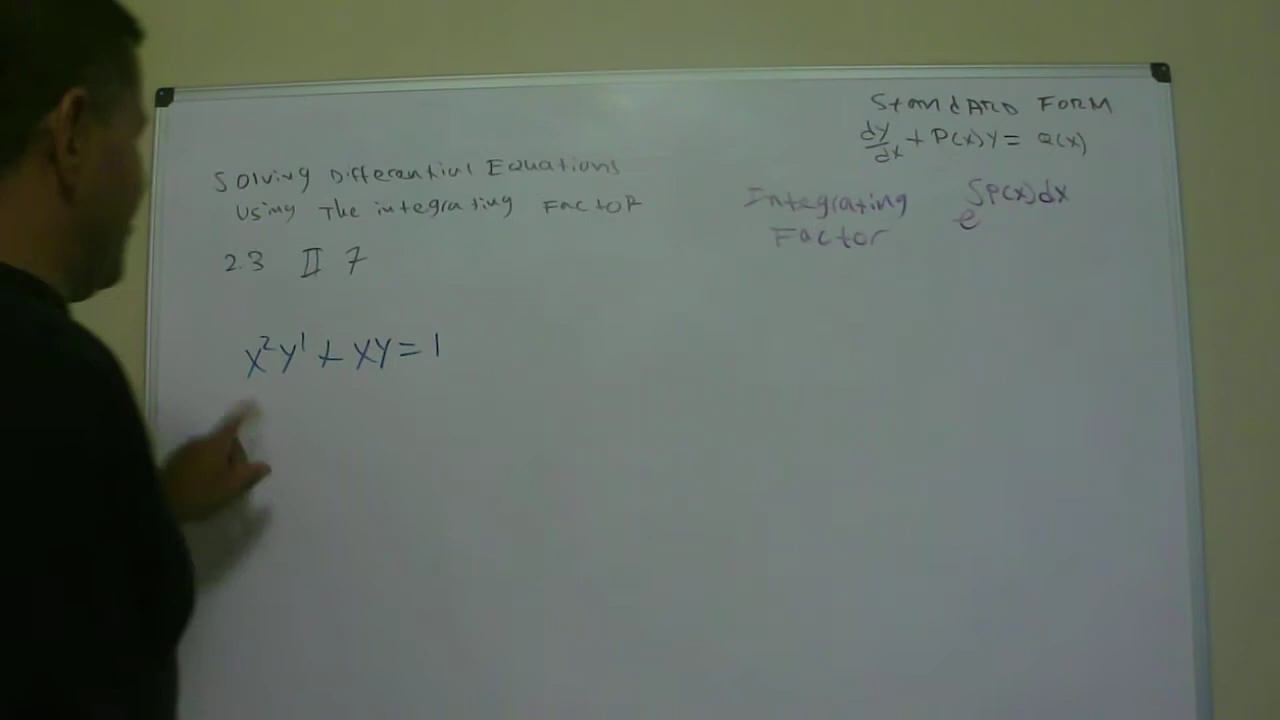 Solving Differential Equations
Using The integrating Factor
2.3 II 7
x²y' + xy = 1
Standard Form
dy/dx + P(x)y = Q(x)
Integrating Factor
e^∫P(x)dx